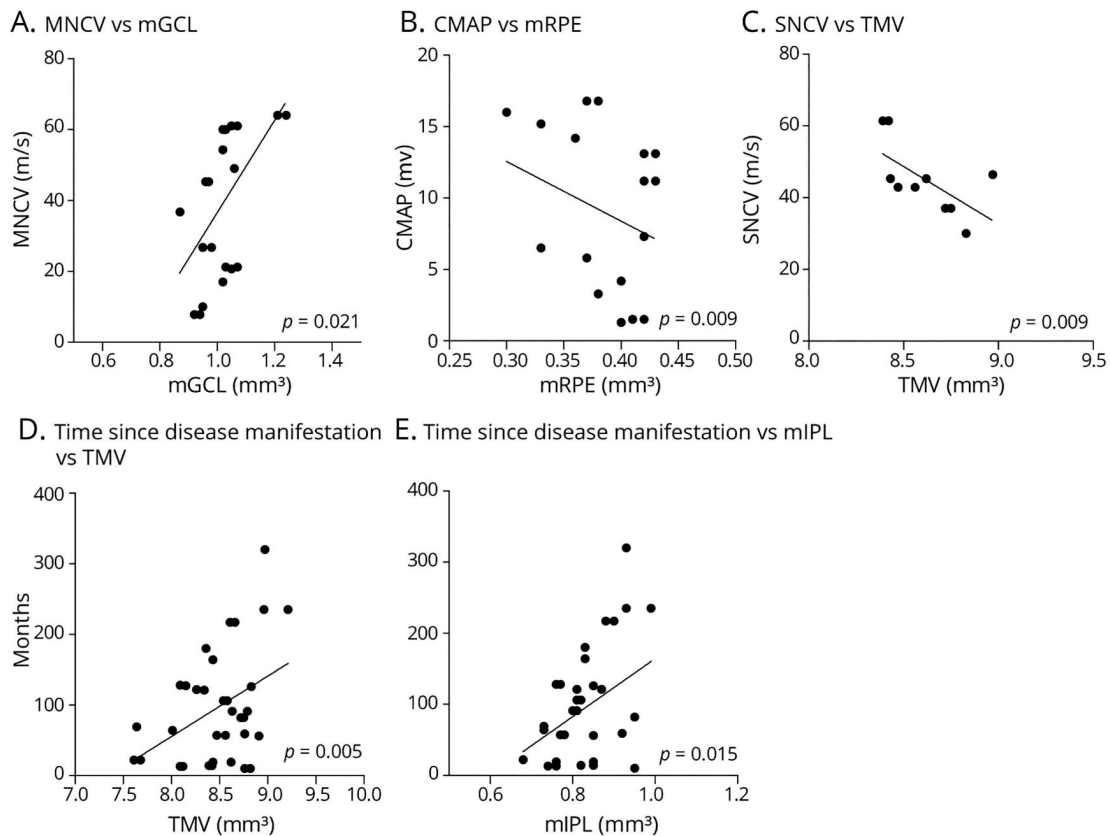 A. MNCV vs mGCL
B. CMAP vs mRPE
C. SNCV vs TMV
80
60
40
20
0
MNCV (m/s)
0.6
0.8
1.0
1.2
1.4
mGCL (mm³)
p = 0.021
20
15
10
5
0
CMAP (mv)
0.25
0.30
0.35
0.40
0.45
0.50
mRPE (mm³)
p = 0.009
80
60
40
20
0
SNCV (m/s)
8.0
8.5
9.0
9.5
TMV (mm³)
p = 0.009
D. Time since disease manifestation
vs TMV
E. Time since disease manifestation vs mIPL
400
300
200
100
0
Months
7.0
7.5
8.0
8.5
9.0
9.5
10.0
TMV (mm³)
p = 0.005
400
300
200
100
0
0.6
0.8
1.0
1.2
mIPL (mm³)
p = 0.015